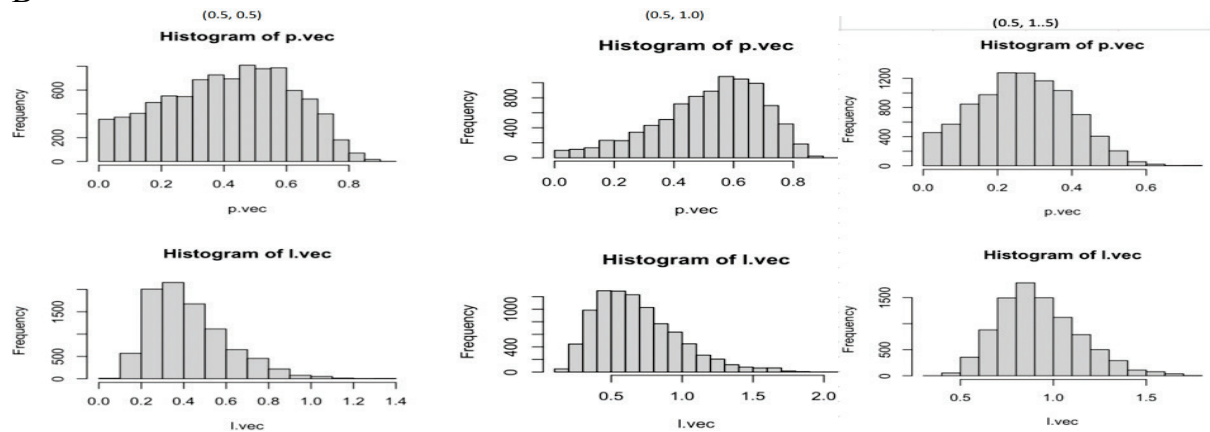 (0.5, 0.5)
Histogram of p.vec
Frequency
0 200 600
0.0 0.2 0.4 0.6 0.8
p.vec
(0.5, 1.0)
Histogram of p.vec
Frequency
0 400 800
0.0 0.2 0.4 0.6 0.8
p.vec
(0.5, 1..5)
Histogram of p.vec
Frequency
0 400 800 1200
0.0 0.2 0.4 0.6
p.vec
Histogram of l.vec
Frequency
0 500 1500
0.0 0.2 0.4 0.6 0.8 1.0 1.2 1.4
l.vec
Histogram of l.vec
Frequency
0 400 1000
0.5 1.0 1.5 2.0
l.vec
Histogram of l.vec
Frequency
0 500 1500
0.5 1.0 1.5
l.vec